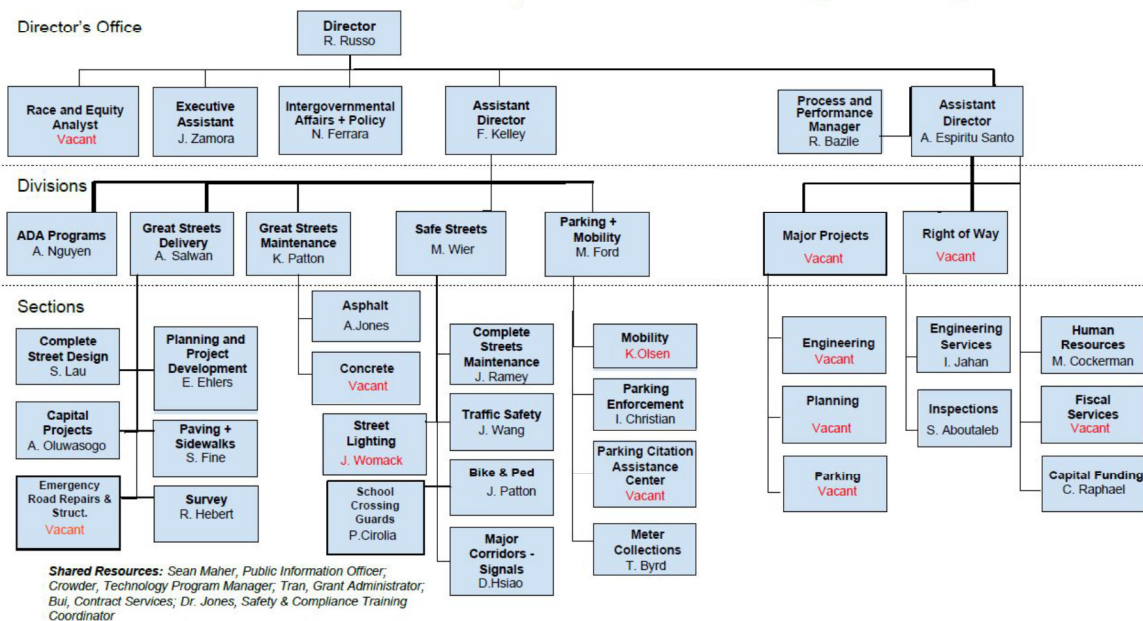 Director's Office
Director
R. Russo
Race and Equity
Analyst
Vacant
Executive
Assistant
J. Zamora
Intergovernmental
Affairs + Policy
N. Ferrara
Assistant
Director
F. Kelley
Process and
Performance
Manager
R. Bazile
Assistant
Director
A. Espiritu Santo
Divisions
ADA Programs
A. Nguyen
Great Streets
Delivery
A. Salwan
Great Streets
Maintenance
K. Patton
Safe Streets
M. Wier
Parking +
Mobility
M. Ford
Major Projects
Vacant
Right of Way
Vacant
Sections
Complete
Street Design
S. Lau
Planning and
Project
Development
E. Ehlers
Capital
Projects
A. Oluwasogo
Paving +
Sidewalks
S. Fine
Emergency
Road Repairs &
Struct.
Vacant
Survey
R. Hebert
Asphalt
A.Jones
Concrete
Vacant
Street
Lighting
J. Womack
School
Crossing
Guards
P.Cirolia
Complete
Streets
Maintenance
J. Ramey
Traffic Safety
J. Wang
Bike & Ped
J. Patton
Major
Corridors -
Signals
D.Hsiao
Mobility
K.Olsen
Parking
Enforcement
I. Christian
Parking Citation
Assistance
Center
Vacant
Meter
Collections
T. Byrd
Engineering
Vacant
Planning
Vacant
Parking
Vacant
Engineering
Services
I. Jahan
Inspections
S. Aboutaleb
Human
Resources
M. Cockerman
Fiscal
Services
Vacant
Capital Funding
C. Raphael
Shared Resources: Sean Maher, Public Information Officer;
Crowder, Technology Program Manager; Tran, Grant Administrator;
Bui, Contract Services; Dr. Jones, Safety & Compliance Training
Coordinator